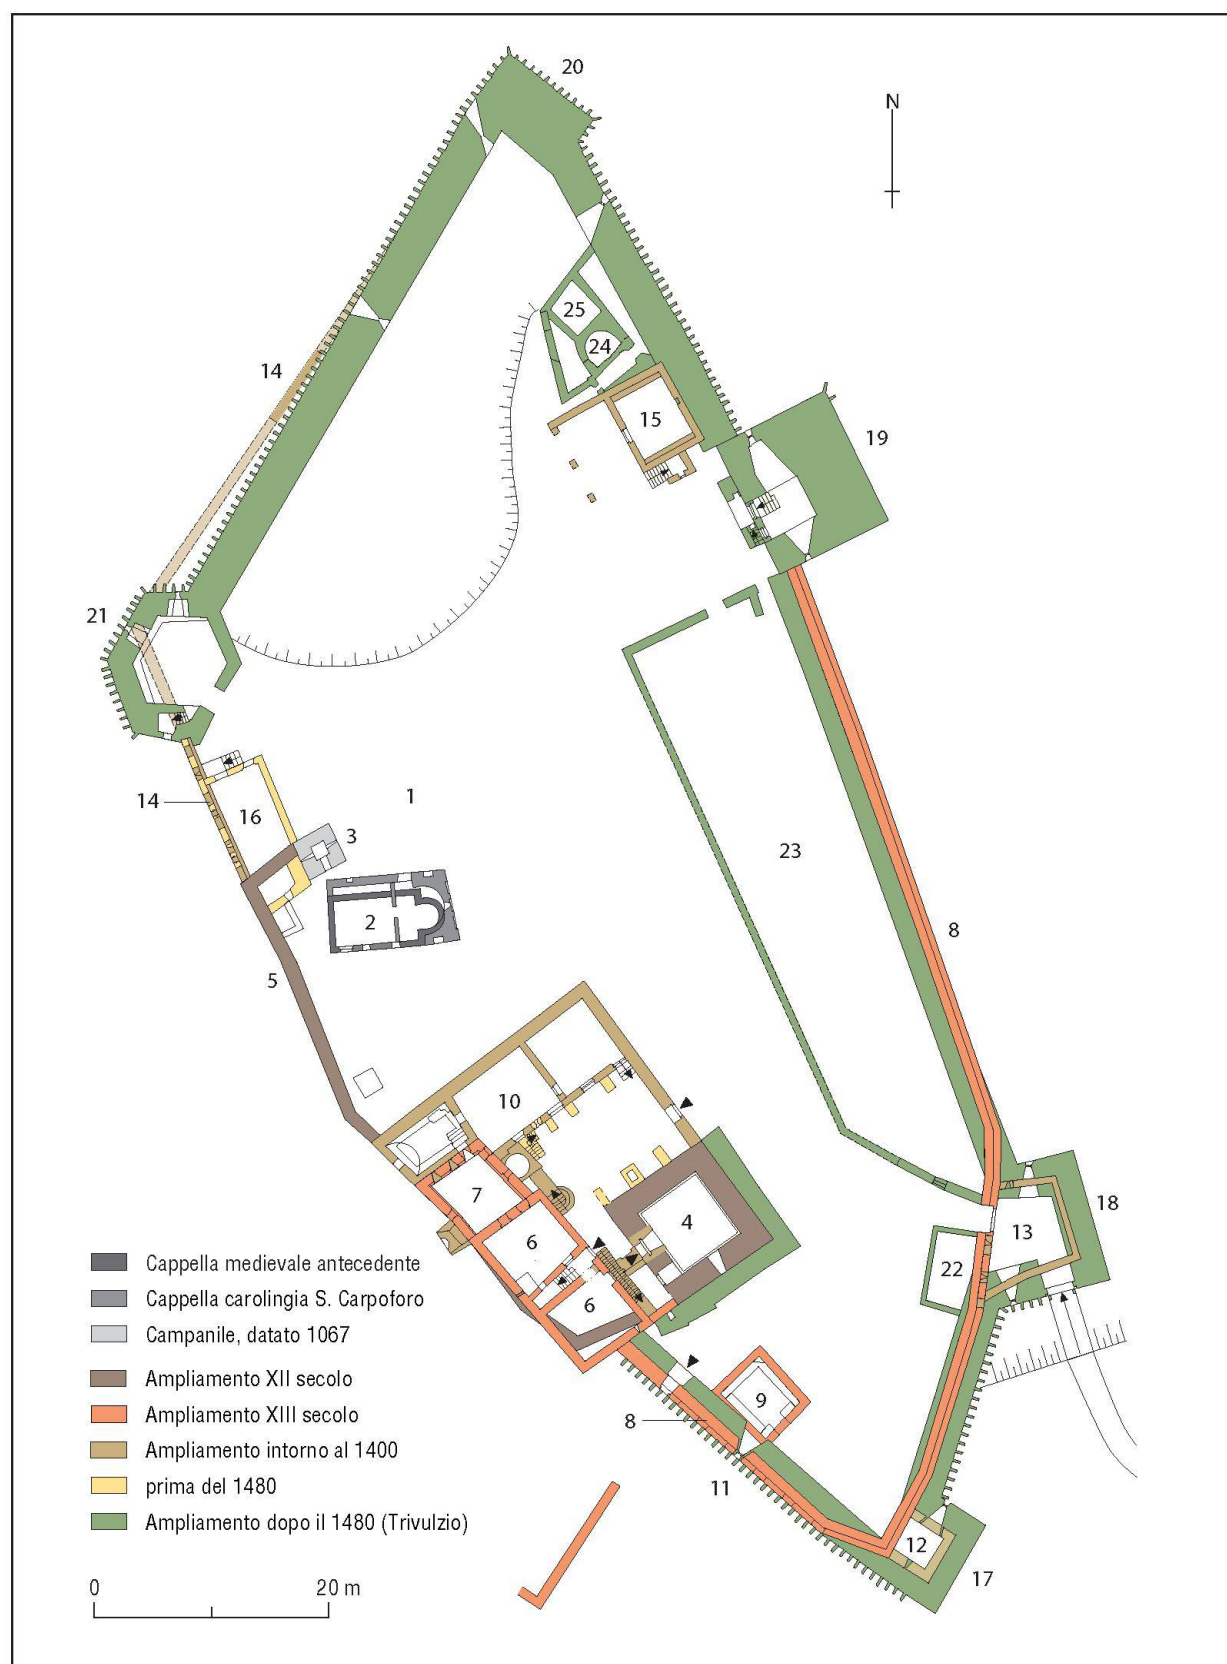 20
N
25
24
14
15
19
21
1
14
16
3
23
2
8
5
10
7
4
6
13
18
22
6
9
8
11
12
17
Cappella medievale antecedente
Cappella carolingia S. Carpoforo
Campanile, datato 1067
Ampliamento XII secolo
Ampliamento XIII secolo
Ampliamento intorno al 1400
prima del 1480
Ampliamento dopo il 1480 (Trivulzio)
0 20 m